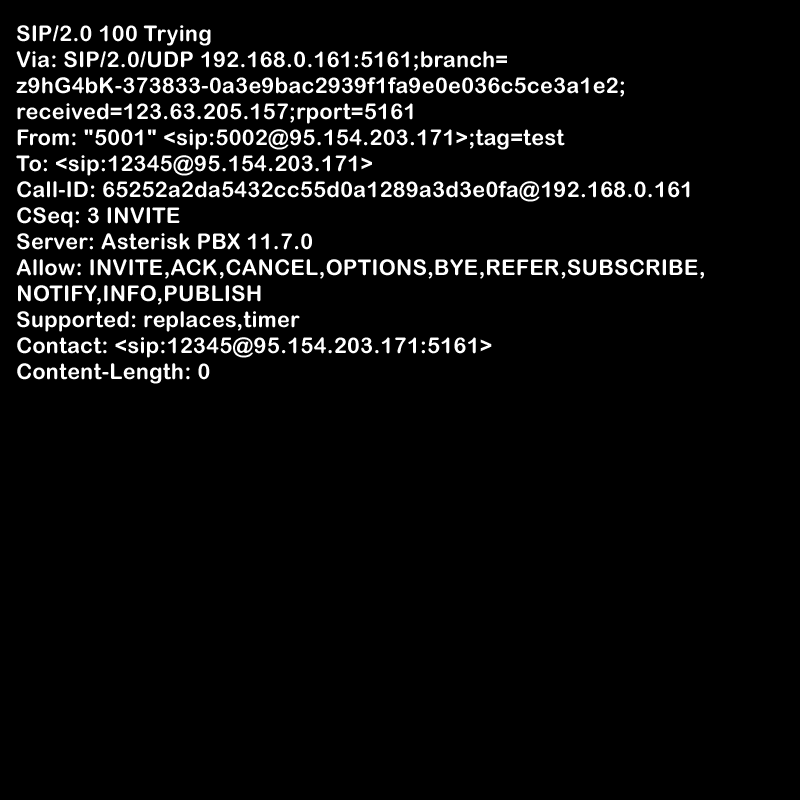 SIP/2.0 100 Trying
Via: SIP/2.0/UDP 192.168.0.161:5161;branch=
z9hG4bK-373833-0a3e9bac2939f1fa9e0e036c5ce3a1e2;
received=123.63.205.157;rport=5161
From: "5001" <sip:5002@95.154.203.171>;tag=test
To: <sip:12345@95.154.203.171>
Call-ID: 65252a2da5432cc55d0a1289a3d3e0fa@192.168.0.161
CSeq: 3 INVITE
Server: Asterisk PBX 11.7.0
Allow: INVITE,ACK,CANCEL,OPTIONS,BYE,REFER,SUBSCRIBE,
NOTIFY,INFO,PUBLISH
Supported: replaces,timer
Contact: <sip:12345@95.154.203.171:5161>
Content-Length: 0